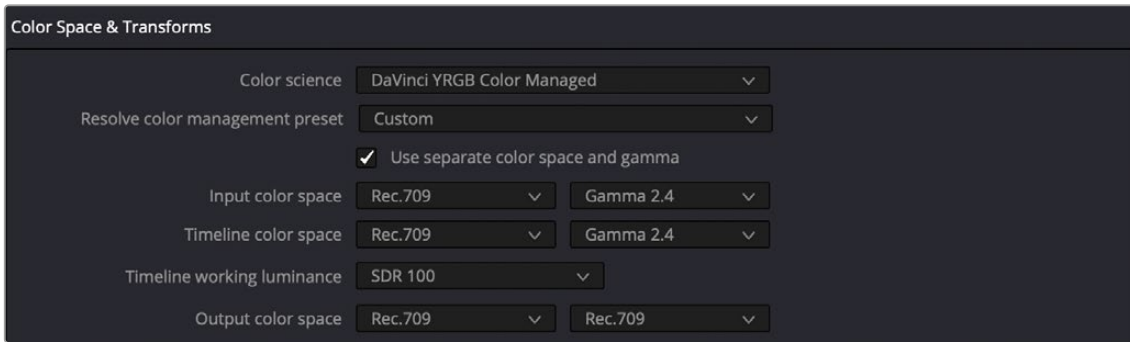 Color Space & Transforms
Color science DaVinci YRGB Color Managed
Resolve color management preset Custom
Use separate color space and gamma
Input color space Rec.709 Gamma 2.4
Timeline color space Rec.709 Gamma 2.4
Timeline working luminance SDR 100
Output color space Rec.709 Rec.709